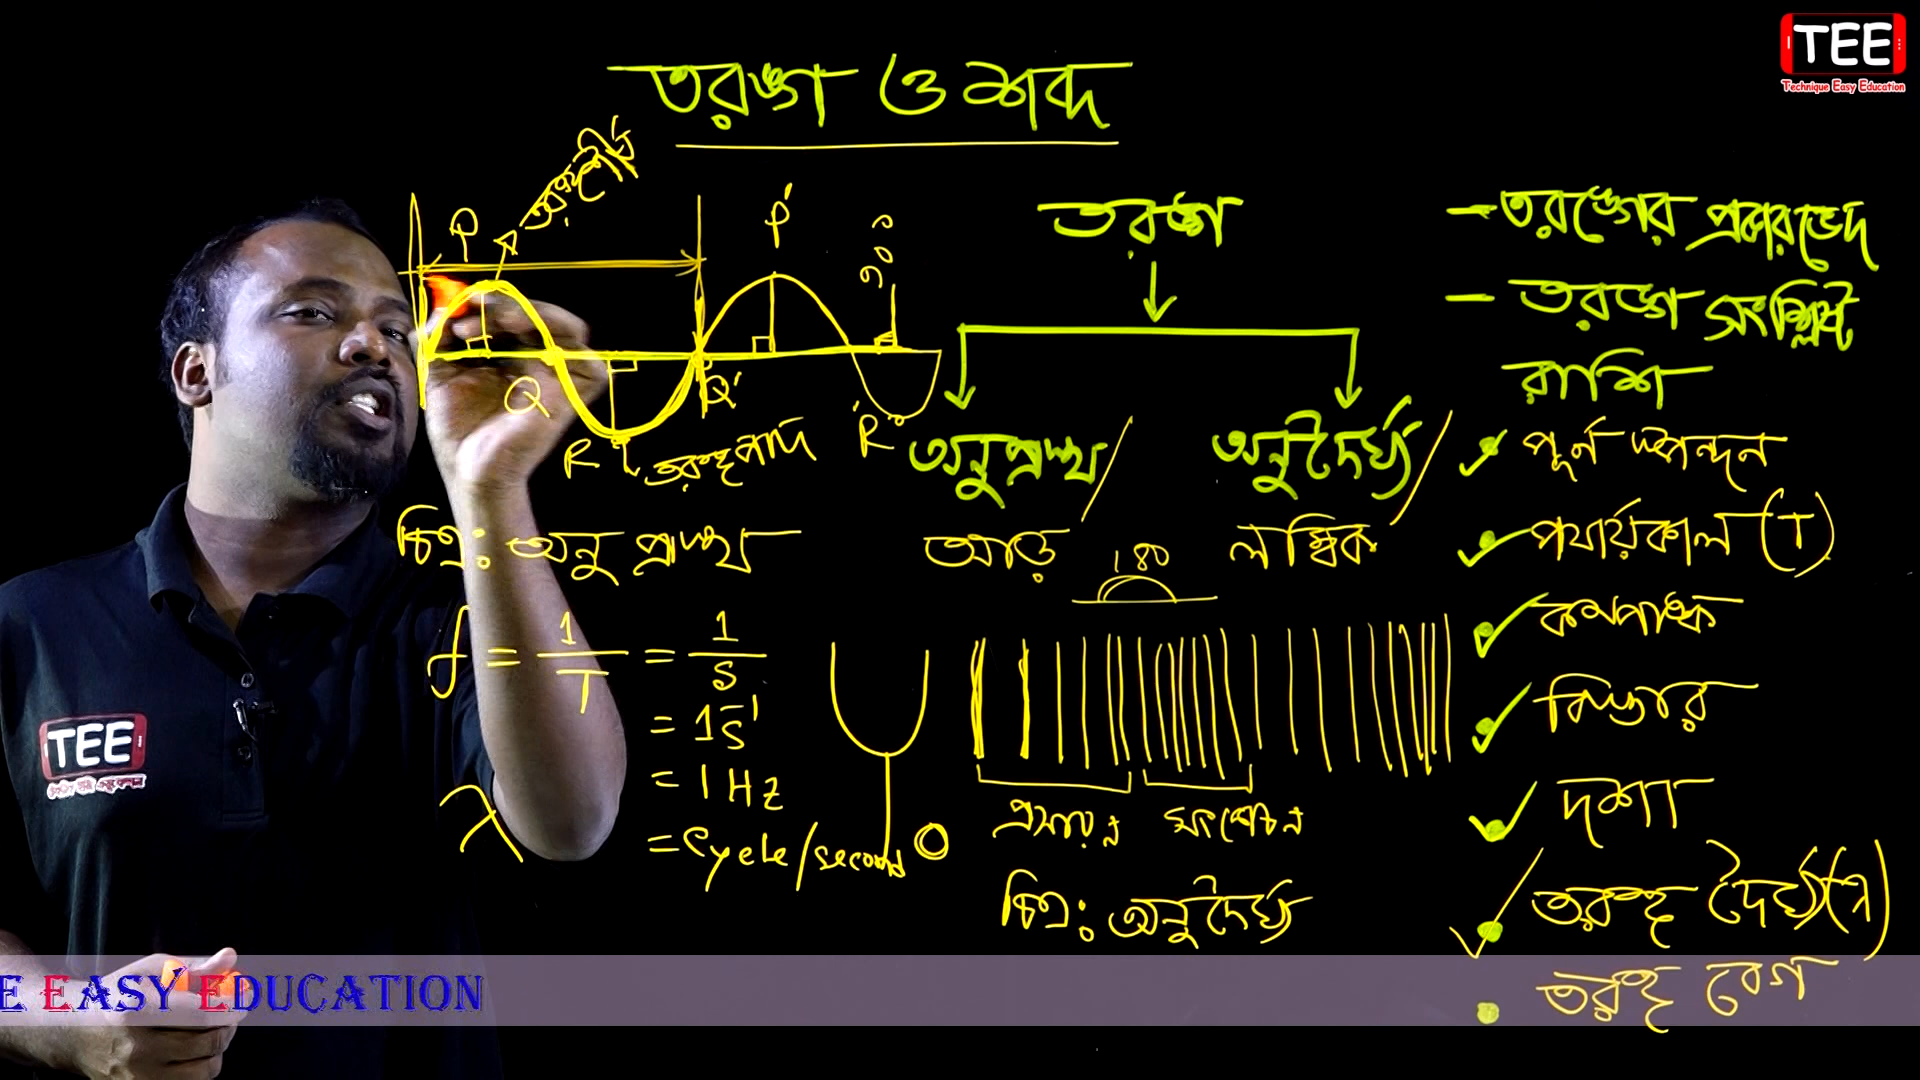 TEE
Technique Easy Education
তরঙ্গ ও শব্দ
তরঙ্গশীর্ষ
P
P'
90°
Q
Q'
R
R'
তরঙ্গপাদ
চিত্র: অনুপ্রস্থ
f = 1/T = 1/s
= 1s⁻¹
= 1 Hz
= Cycle/second
λ
তরঙ্গ
অনুপ্রস্থ/
আড়
অনুদৈর্ঘ্য/
লম্বিক
180
প্রসারণ
সংকোচন
চিত্র: অনুদৈর্ঘ্য
- তরঙ্গের প্রকারভেদ
- তরঙ্গ সংশ্লিষ্ট
রাশি
পূর্ণ স্পন্দন
পর্যায়কাল (T)
কম্পাঙ্ক
বিস্তার
দশা
তরঙ্গ দৈর্ঘ্য (λ)
তরঙ্গ বেগ
TEE
E EASY EDUCATION